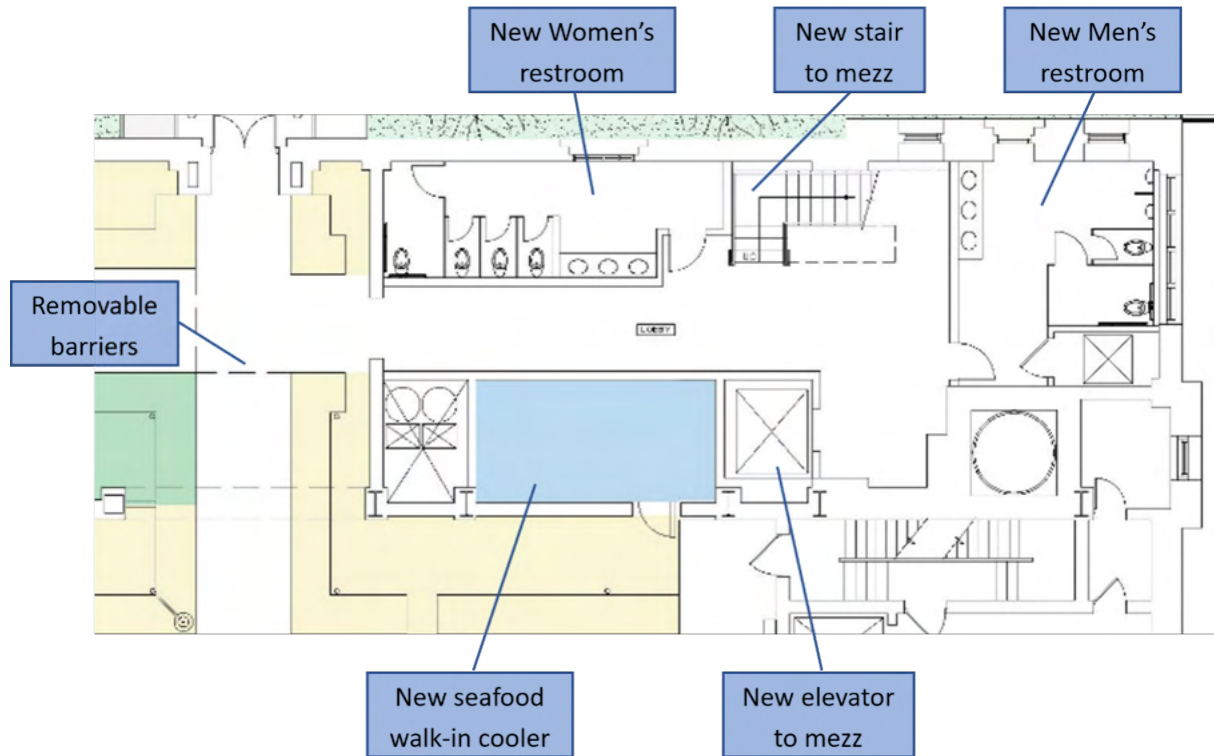 New Women's
restroom
New stair
to mezz
New Men's
restroom
Removable
barriers
LOBBY
New seafood
walk-in cooler
New elevator
to mezz